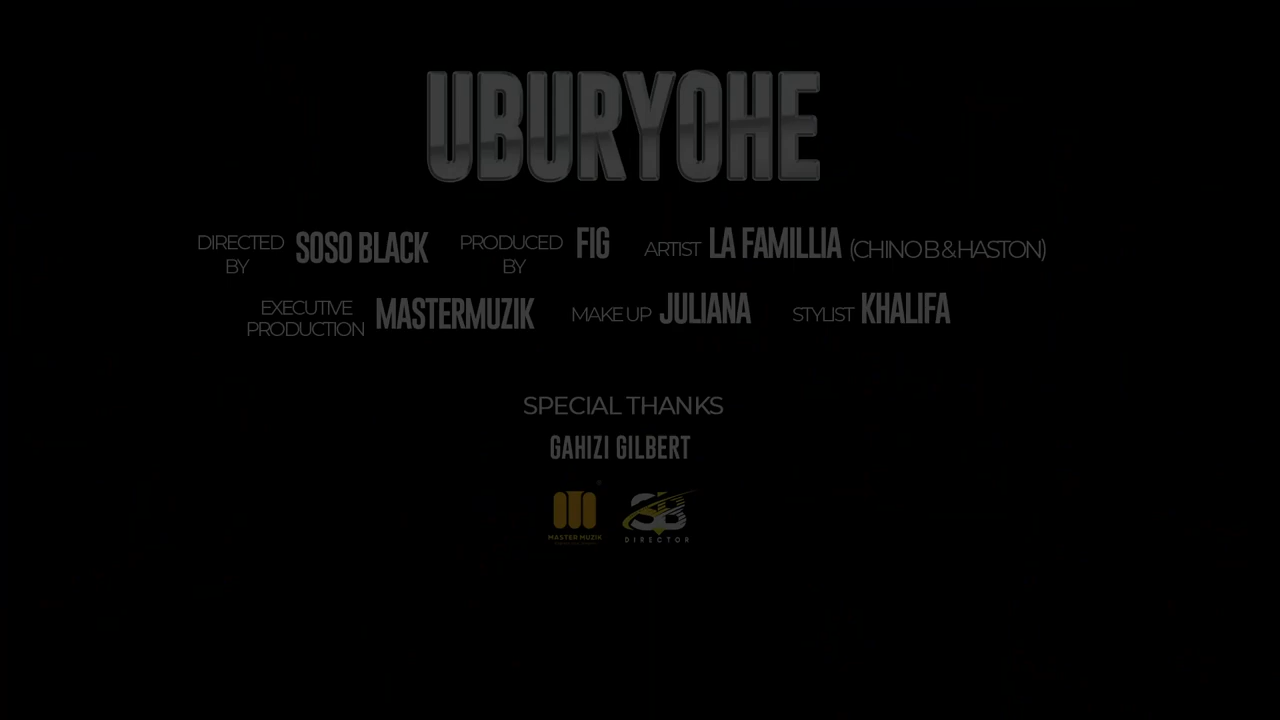 UBURYOHE
DIRECTED BY SOSO BLACK PRODUCED BY FIG ARTIST LA FAMILLIA (CHINO B & HASTON)
EXECUTIVE PRODUCTION MASTERMUZIK MAKE UP JULIANA STYLIST KHALIFA
SPECIAL THANKS
GAHIZI GILBERT
MASTER MUZIK SB DIRECTOR